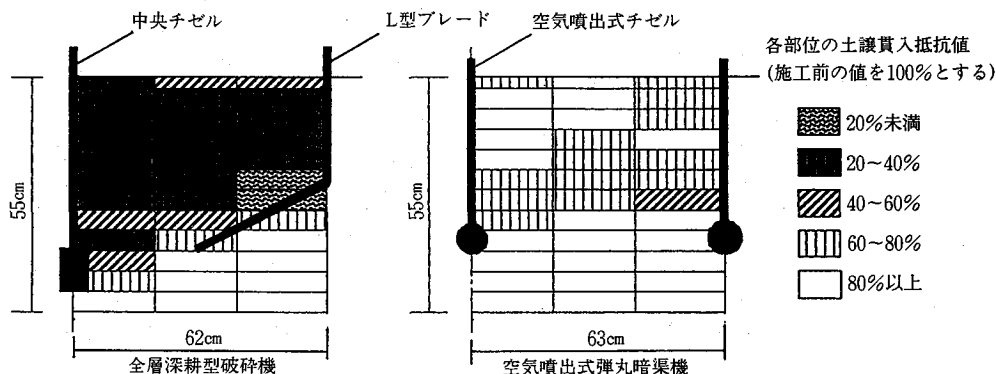 中央チゼル
L型ブレード
空気噴出式チゼル
各部位の土壌貫入抵抗値
(施工前の値を100%とする)
20%未満
20~40%
40~60%
60~80%
80%以上
55cm
55cm
62cm
63cm
全層深耕型破砕機
空気噴出式弾丸暗渠機